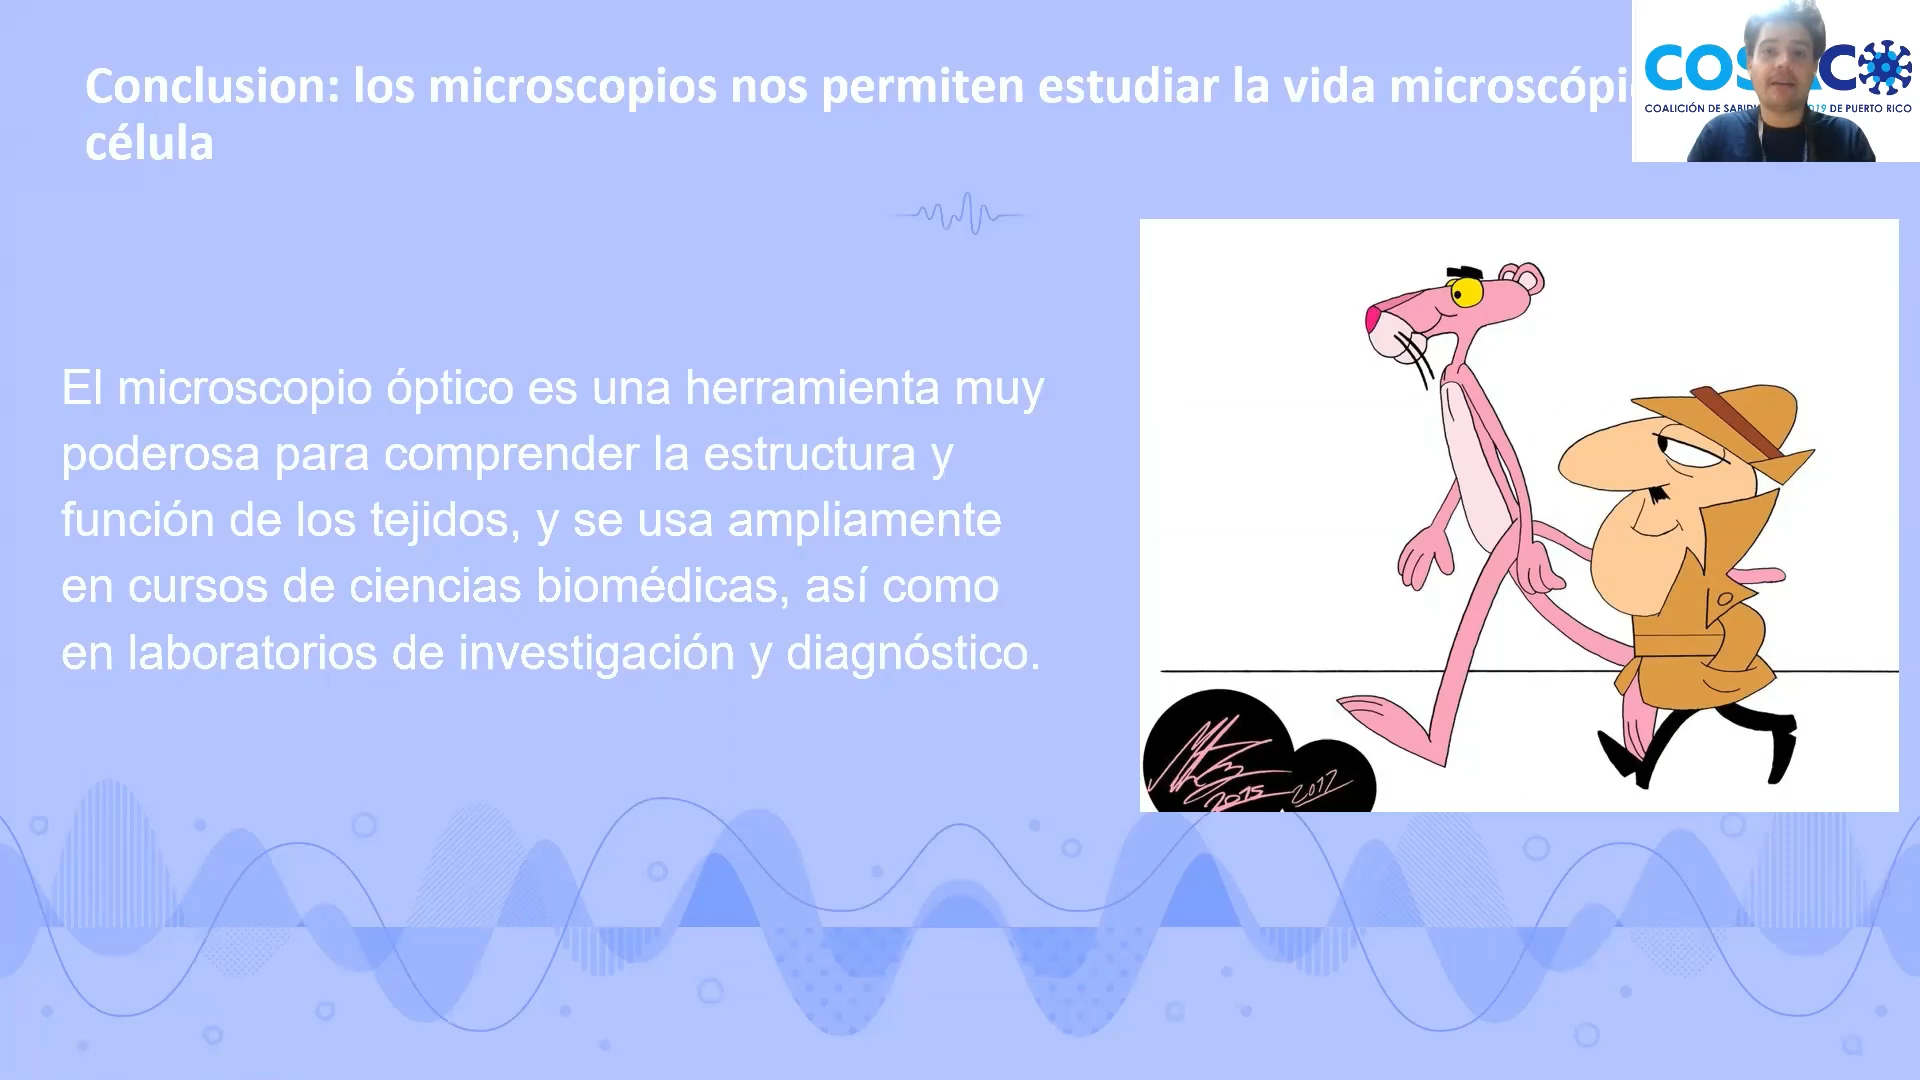 Conclusion: los microscopios nos permiten estudiar la vida
célula
COALICIÓN DE DE PUERTO RICO
El microscopio óptico es una herramienta muy
poderosa para comprender la estructura y
función de los tejidos, y se usa ampliamente
en cursos de ciencias biomédicas, así como
en laboratorios de investigación y diagnóstico.
2015
2017